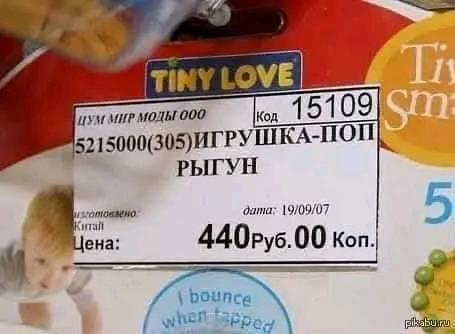 TINY LOVE
ЦУМ МИР МОДЫ ООО
Код 15109
5215000(305)ИГРУШКА-ПОП
РЫГУН
изготовлено:
Китай
дата: 19/09/07
Цена:
440Руб.00 Коп.
5
I bounce
when tapped
pikabu.ru